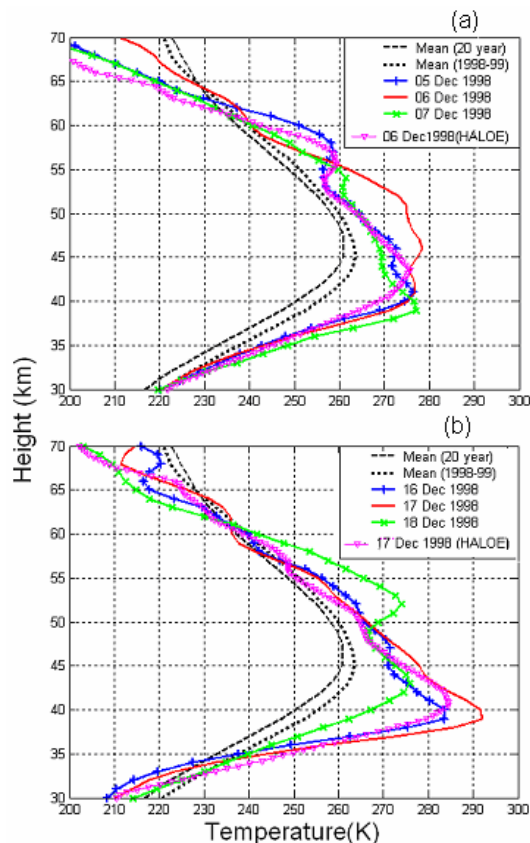 (a)
Mean (20 year)
Mean (1998-99)
05 Dec 1998
06 Dec 1998
07 Dec 1998
06 Dec1998(HALOE)
70
65
60
55
50
45
40
35
30
200 210 220 230 240 250 260 270 280 290 300
(b)
Mean (20 year)
Mean (1998-99)
16 Dec 1998
17 Dec 1998
18 Dec 1998
17 Dec 1998 (HALOE)
70
65
60
55
50
45
40
35
30
200 210 220 230 240 250 260 270 280 290 300
Height (km)
Temperature(K)